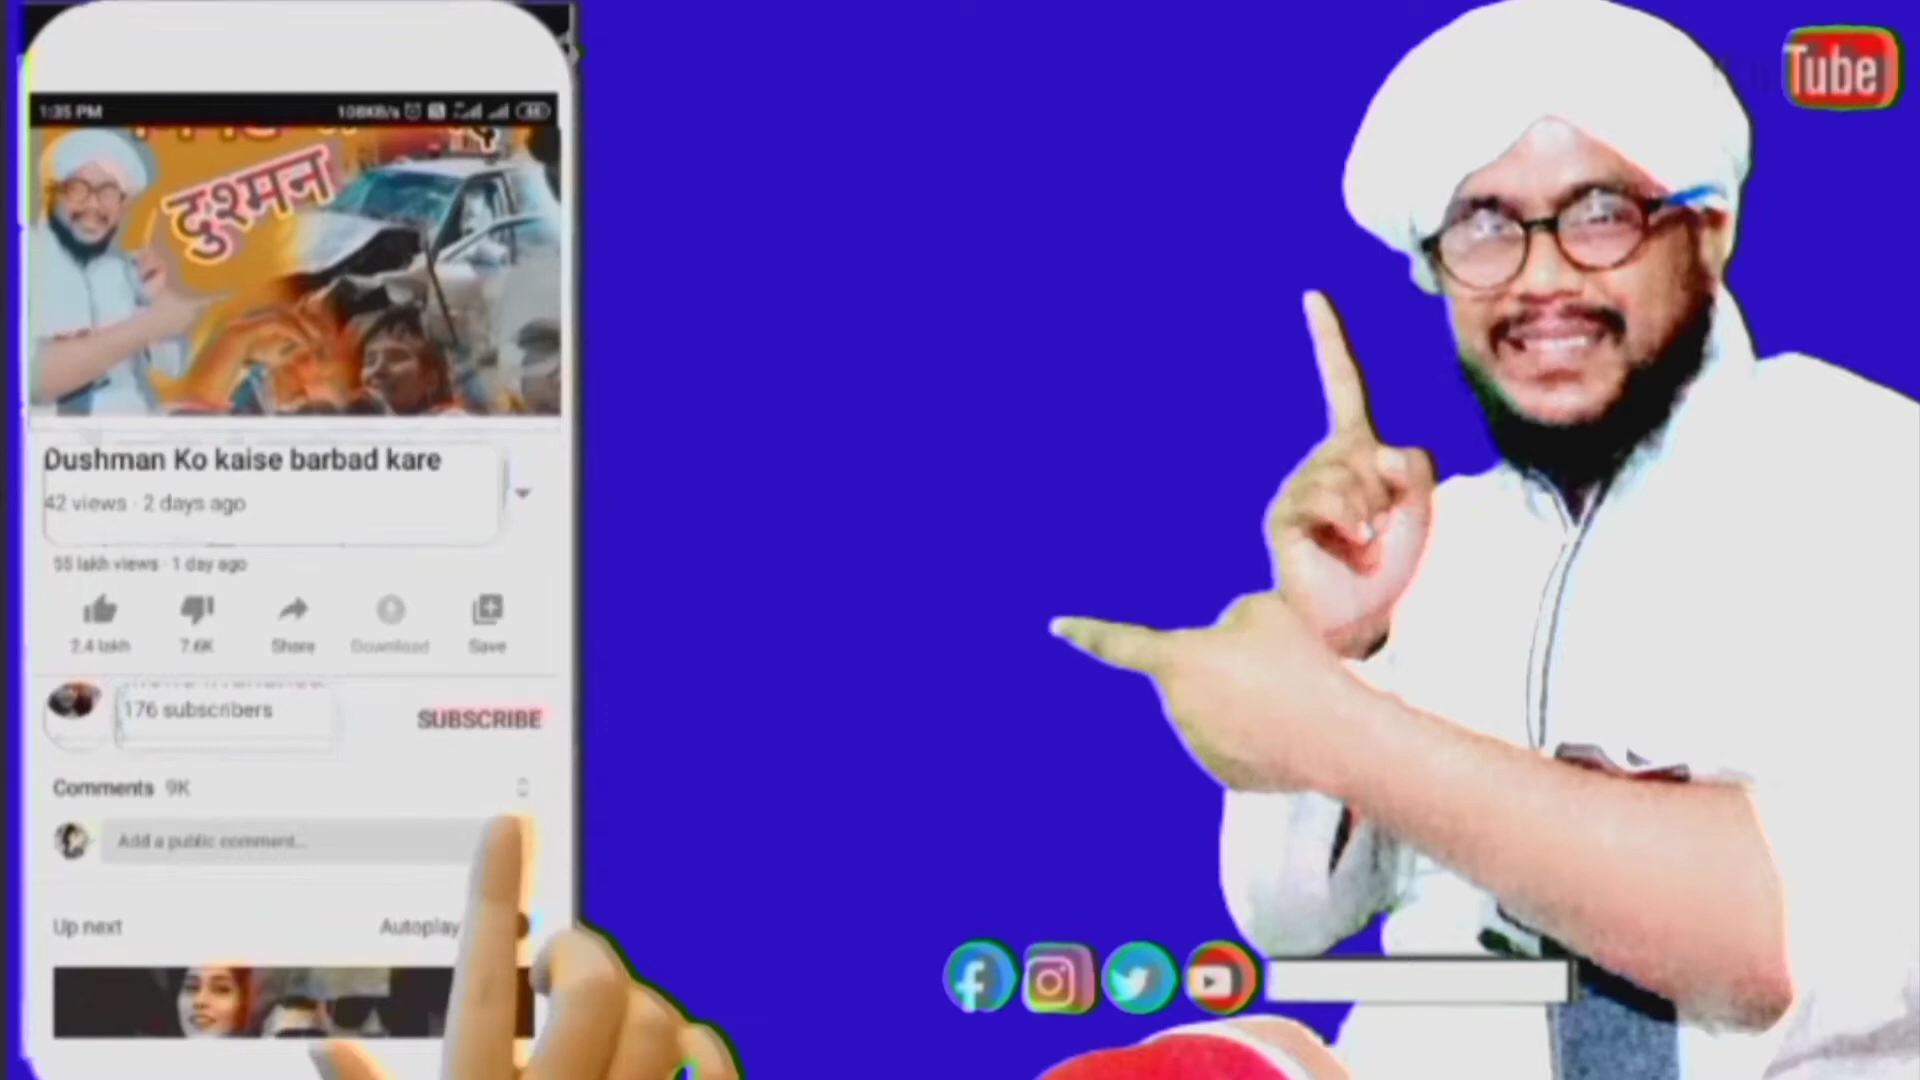 Tube
1:35 PM
108KB/s
दुश्मन
Dushman Ko kaise barbad kare
42 views · 2 days ago
55 lakh views · 1 day ago
2.4 lakh
7.6K
Share
Download
Save
176 subscribers
SUBSCRIBE
Comments 9K
Add a public comment...
Up next
Autoplay